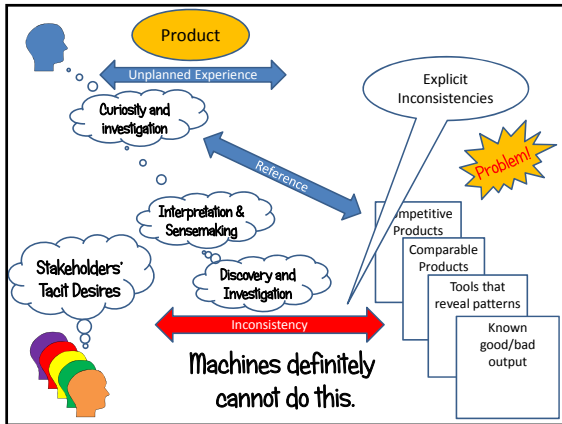 Product
Unplanned Experience
Explicit
Inconsistencies
Curiosity and
investigation
Problem!
Reference
Interpretation &
Sensemaking
ompetitive
Products
Comparable
Products
Stakeholders'
Tacit Desires
Discovery and
Investigation
Tools that
reveal patterns
Inconsistency
Known
good/bad
output
Machines definitely
cannot do this.